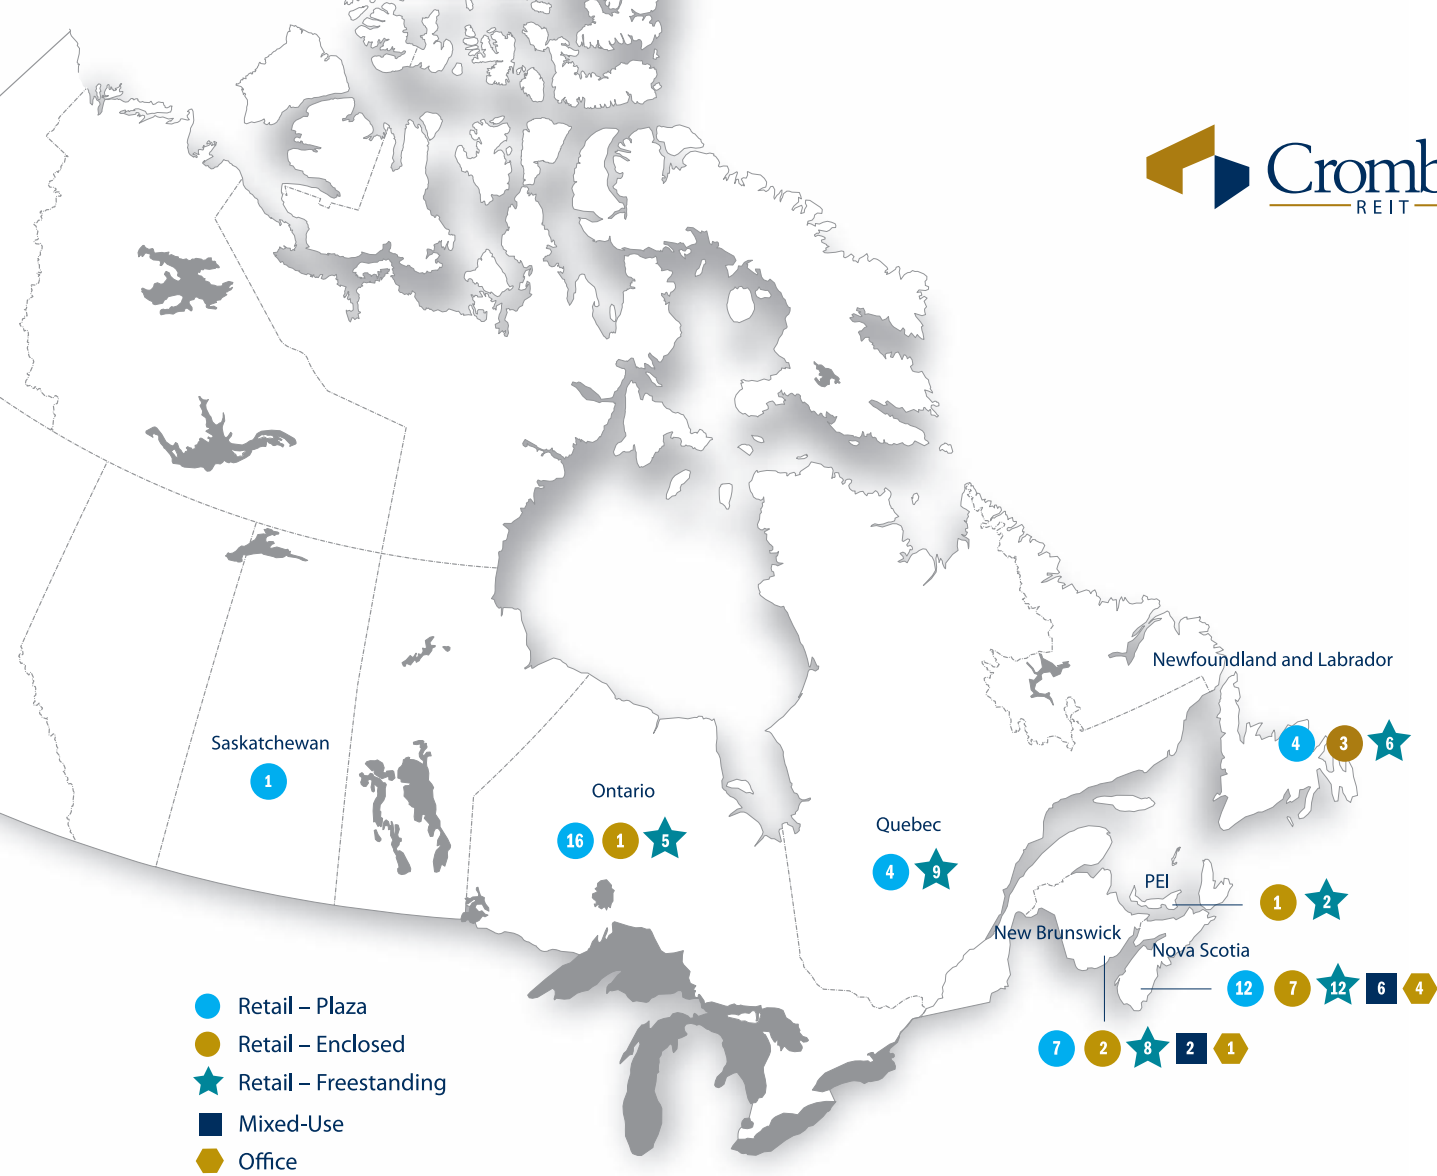 Cromb
REIT
Newfoundland and Labrador
4 3 6
Saskatchewan
1
Ontario
16 1 5
Quebec
4 9
PEI
1 2
New Brunswick
7 2 8 2 1
Nova Scotia
12 7 12 6 4
Retail – Plaza
Retail – Enclosed
Retail – Freestanding
Mixed-Use
Office